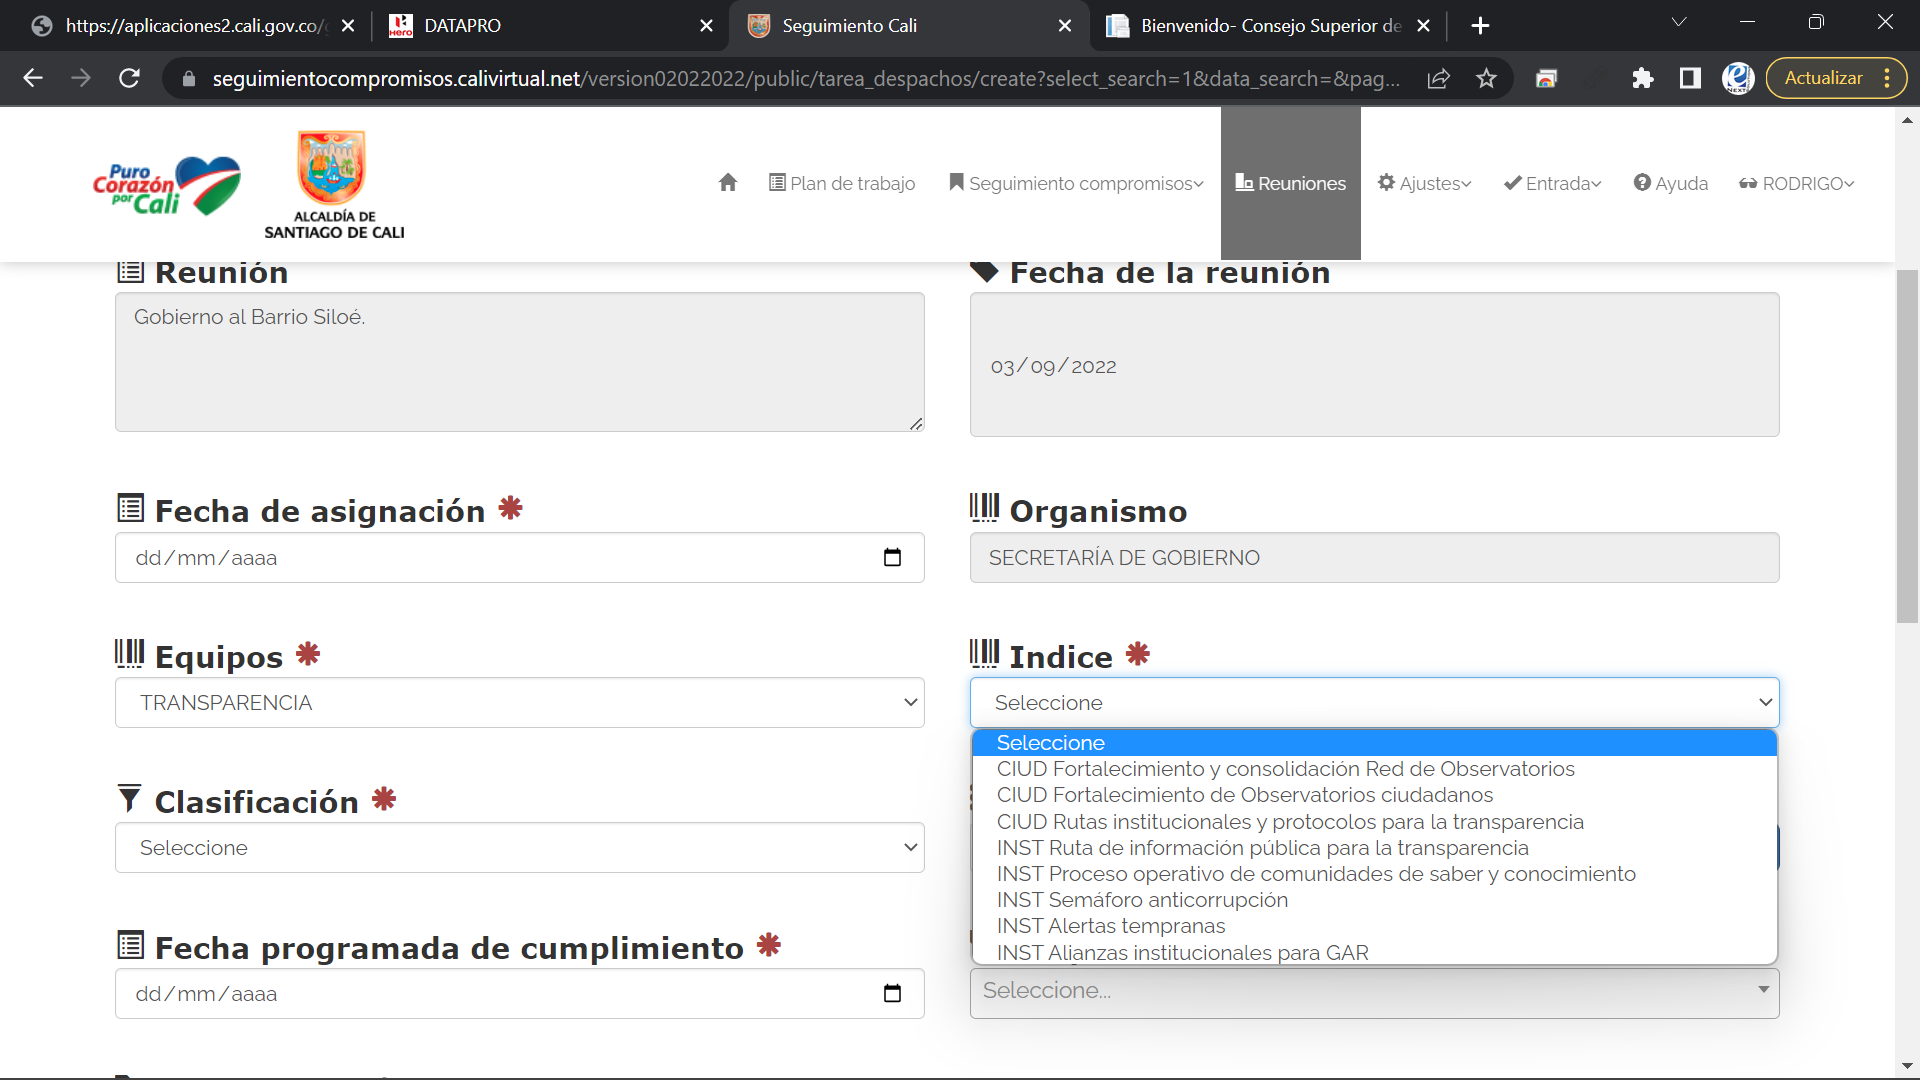 https://aplicaciones2.cali.gov.co/
Hero
DATAPRO
Seguimiento Cali
Bienvenido- Consejo Superior de
seguimientocompromisos.calivirtual.net/version02022022/public/tarea_despachos/create?select_search=1&data_search=&pag...
Actualizar
Puro Corazón por Cali
ALCALDÍA DE
SANTIAGO DE CALI
Plan de trabajo
Seguimiento compromisos
Reuniones
Ajustes
Entrada
Ayuda
RODRIGO
Reunión
Fecha de la reunión
Gobierno al Barrio Siloé.
03/09/2022
Fecha de asignación
Organismo
dd/mm/aaaa
SECRETARÍA DE GOBIERNO
Equipos
Indice
TRANSPARENCIA
Seleccione
Seleccione
CIUD Fortalecimiento y consolidación Red de Observatorios
CIUD Fortalecimiento de Observatorios ciudadanos
CIUD Rutas institucionales y protocolos para la transparencia
INST Ruta de información pública para la transparencia
INST Proceso operativo de comunidades de saber y conocimiento
INST Semáforo anticorrupción
INST Alertas tempranas
INST Alianzas institucionales para GAR
Clasificación
Seleccione
Fecha programada de cumplimiento
dd/mm/aaaa
Seleccione...